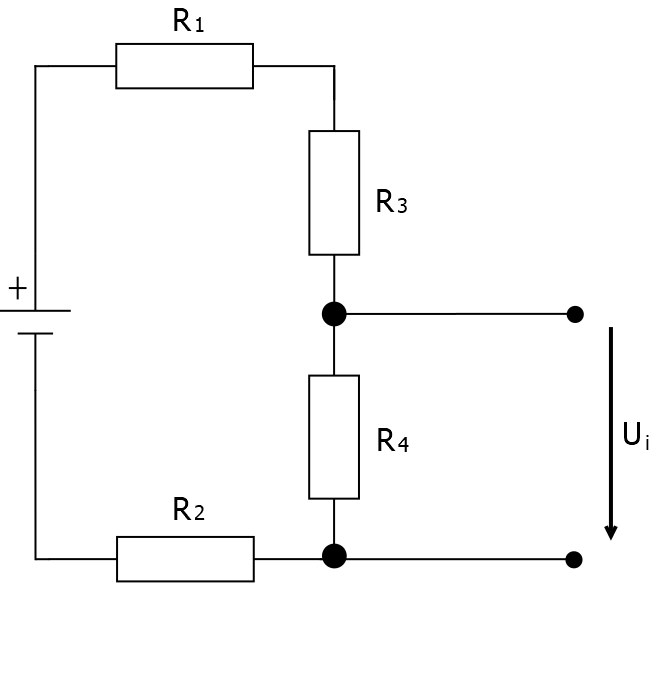 R₁
R₃
+
R₄
Uᵢ
R₂